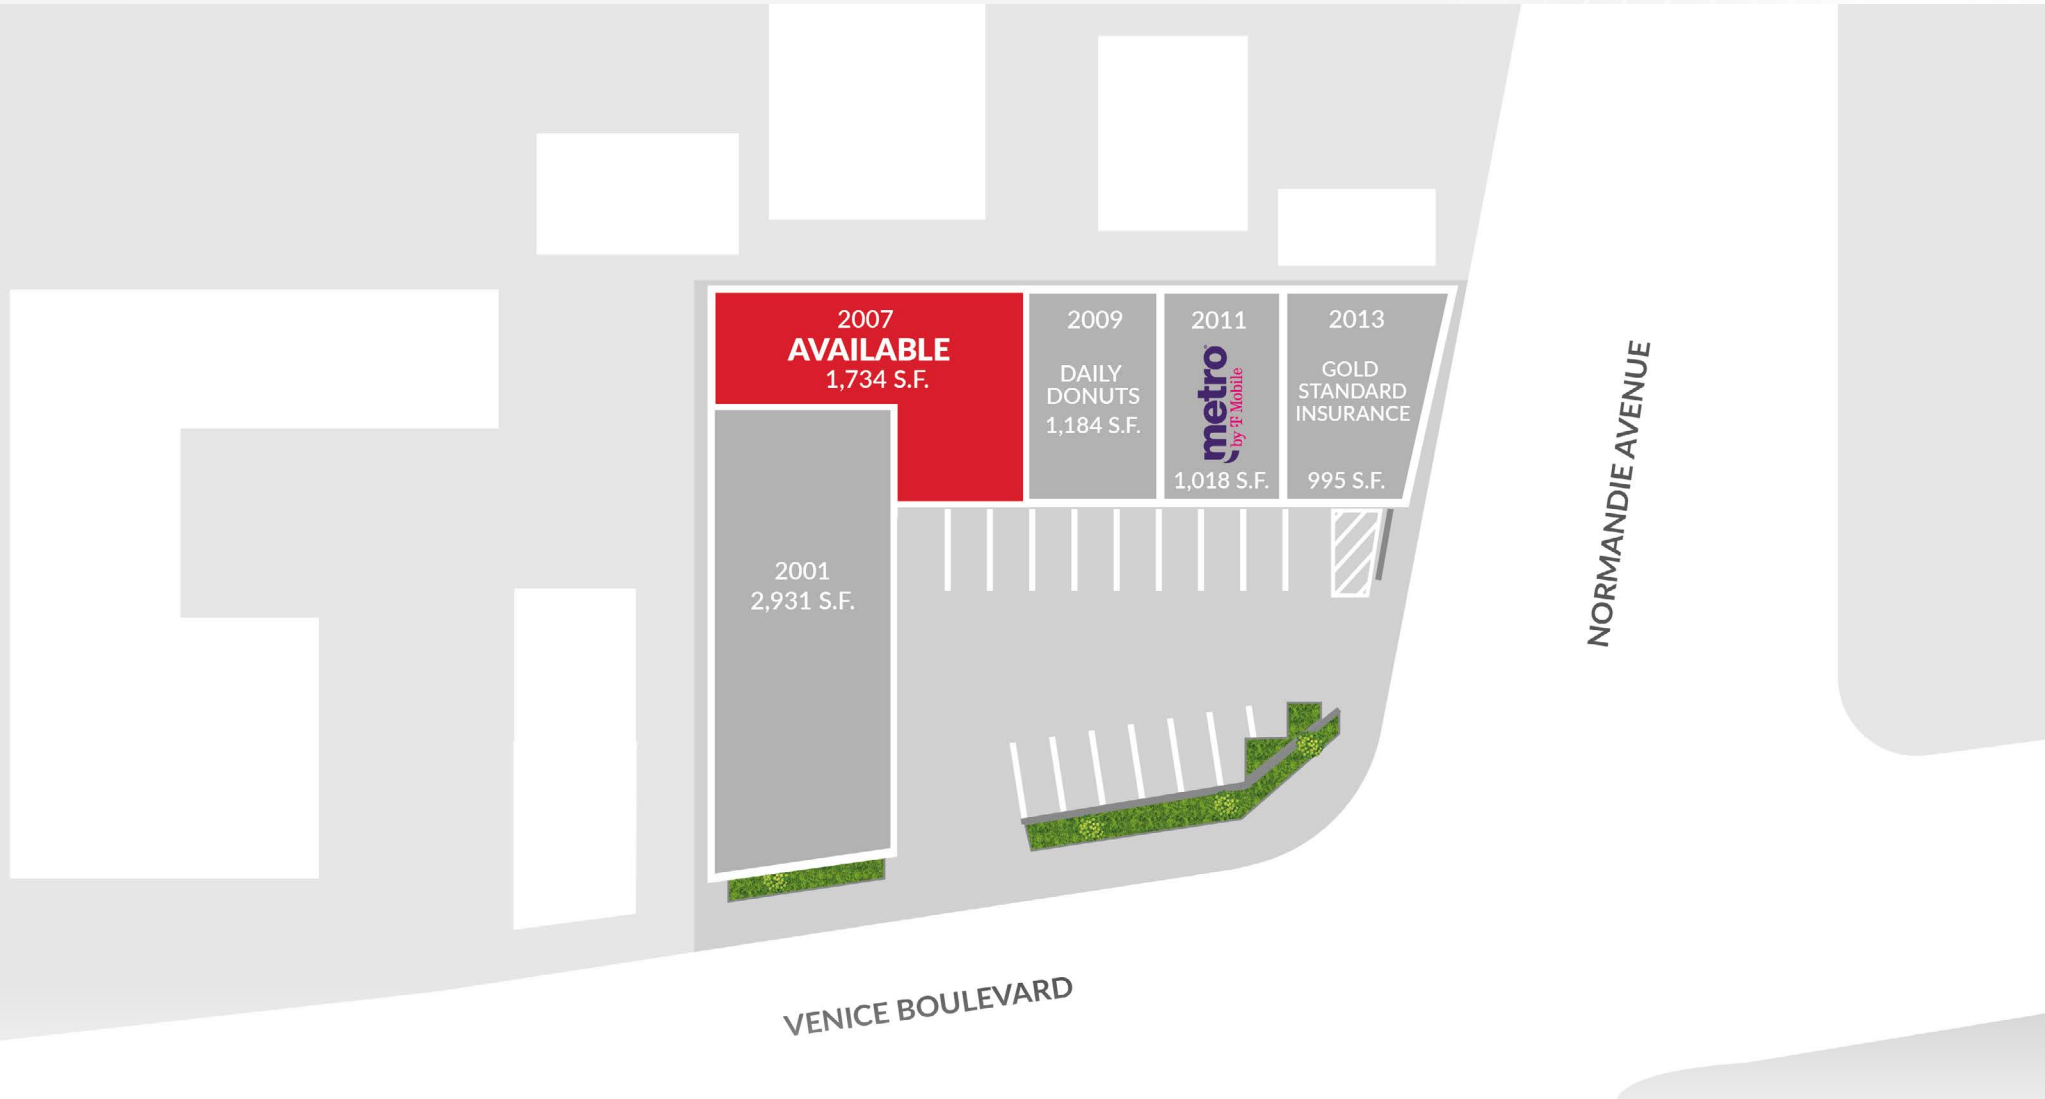 2007
AVAILABLE
1,734 S.F.
2009
DAILY
DONUTS
1,184 S.F.
2011
metro
by T Mobile
1,018 S.F.
2013
GOLD
STANDARD
INSURANCE
995 S.F.
2001
2,931 S.F.
NORMANDIE AVENUE
VENICE BOULEVARD